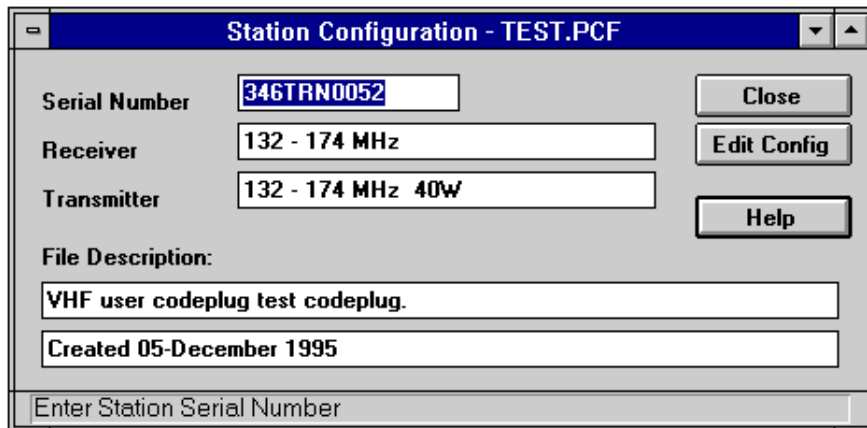 Station Configuration - TEST.PCF
Serial Number 346TRN0052 Close
Receiver 132 - 174 MHz Edit Config
Transmitter 132 - 174 MHz 40W Help
File Description:
VHF user codeplug test codeplug.
Created 05-December 1995
Enter Station Serial Number